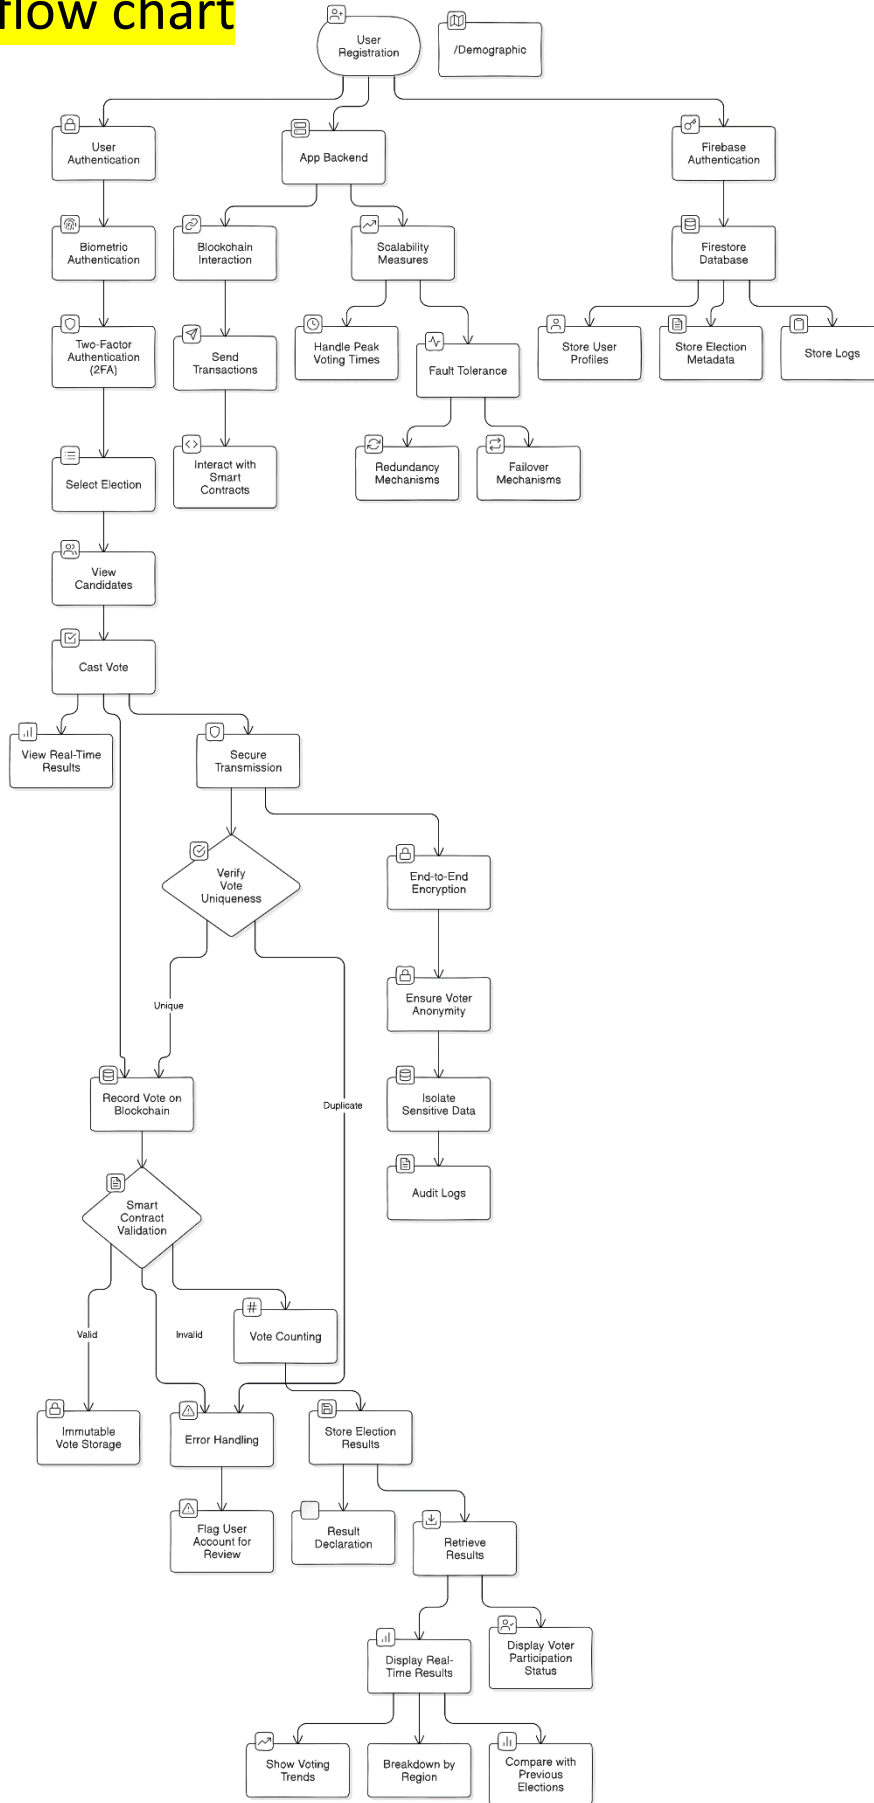 flow chart
User
Registration
/Demographic
User
Authentication
App Backend
Firebase
Authentication
Biometric
Authentication
Blockchain
Interaction
Scalability
Measures
Firestore
Database
Two-Factor
Authentication
(2FA)
Send
Transactions
Handle Peak
Voting Times
Fault Tolerance
Store User
Profiles
Store Election
Metadata
Store Logs
Select Election
Interact with
Smart
Contracts
Redundancy
Mechanisms
Failover
Mechanisms
View
Candidates
Cast Vote
View Real-Time
Results
Secure
Transmission
Verify
Vote
Uniqueness
End-to-End
Encryption
Unique
Ensure Voter
Anonymity
Record Vote on
Blockchain
Duplicate
Isolate
Sensitive Data
Smart
Contract
Validation
Audit Logs
Valid
Invalid
#
Vote Counting
Immutable
Vote Storage
Error Handling
Store Election
Results
Flag User
Account for
Review
Result
Declaration
Retrieve
Results
Display Real-
Time Results
Display Voter
Participation
Status
Show Voting
Trends
Breakdown by
Region
Compare with
Previous
Elections